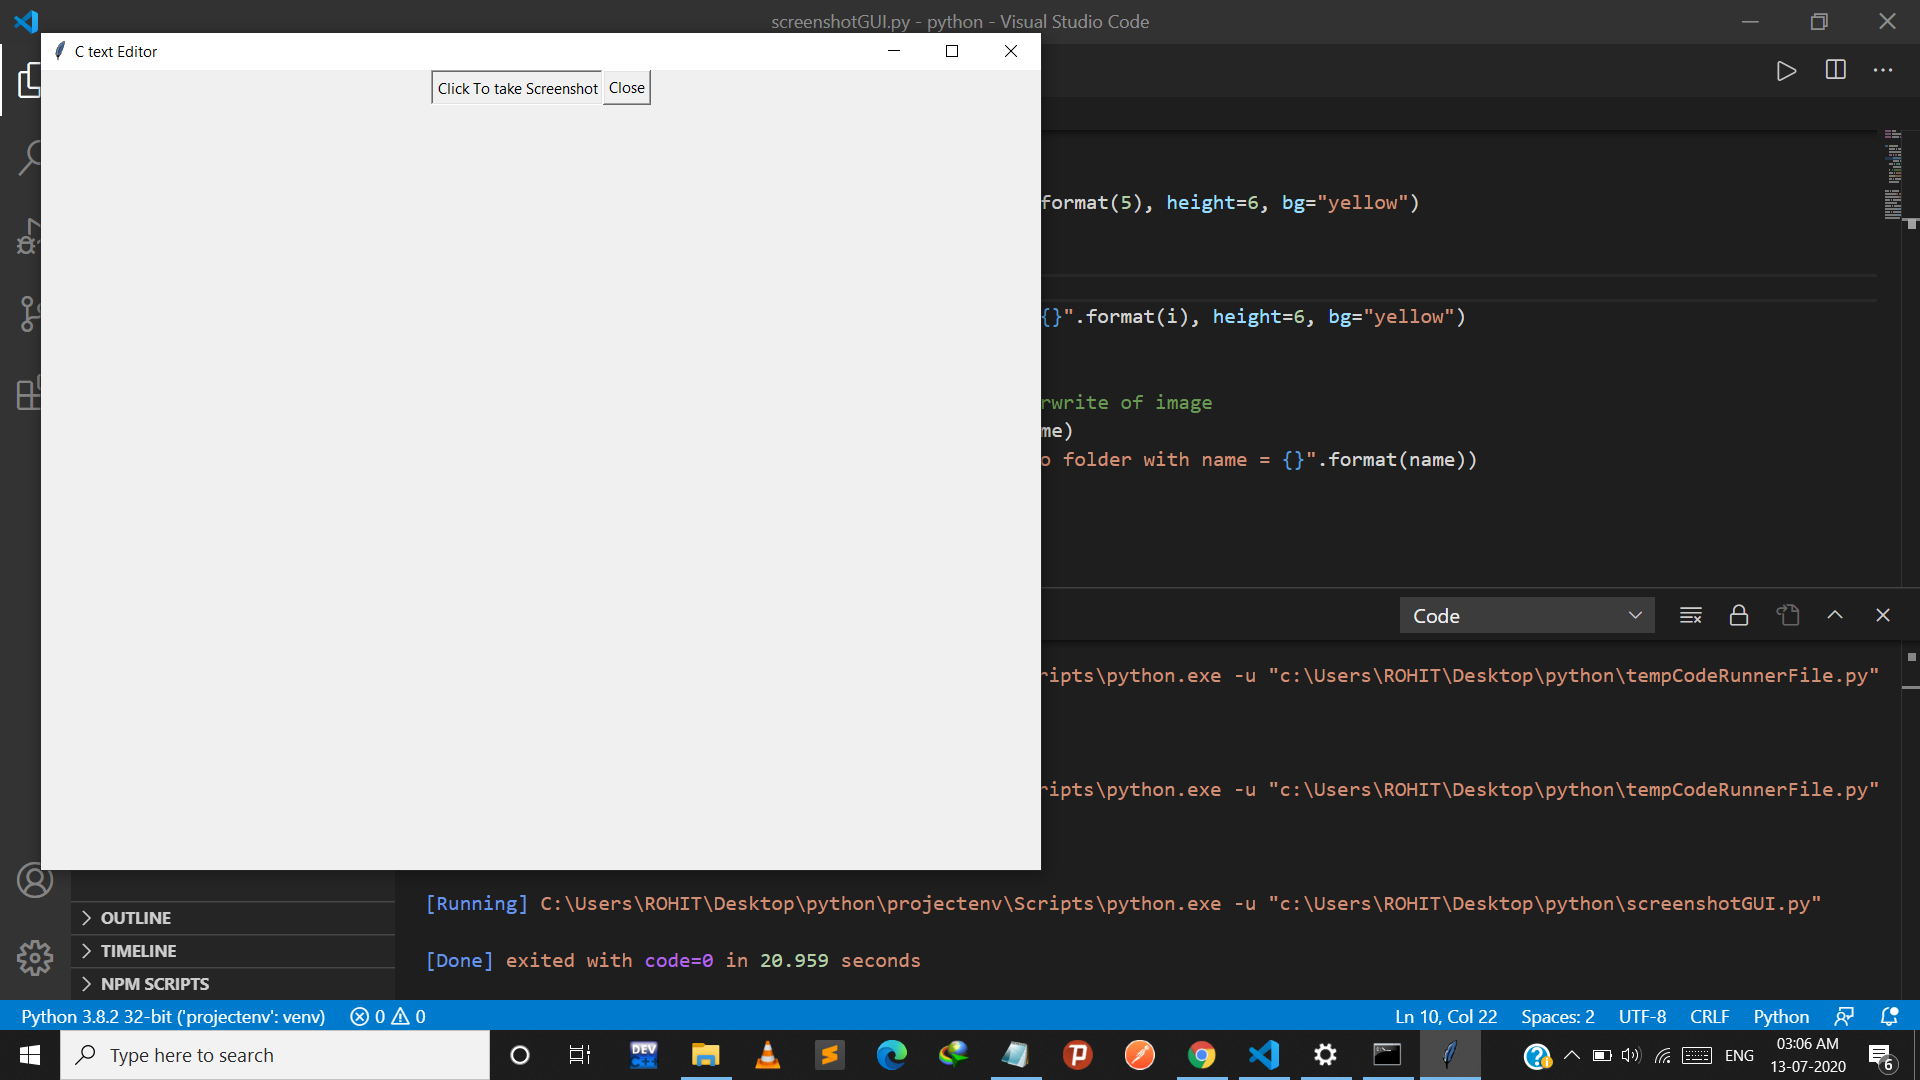 screenshotGUI.py - python - Visual Studio Code
C text Editor
Click To take Screenshot Close
format(5), height=6, bg="yellow")
{}".format(i), height=6, bg="yellow")
rwrite of image
me)
o folder with name = {}".format(name))
Code
ripts\python.exe -u "c:\Users\ROHIT\Desktop\python\tempCodeRunnerFile.py"
ripts\python.exe -u "c:\Users\ROHIT\Desktop\python\tempCodeRunnerFile.py"
[Running] C:\Users\ROHIT\Desktop\python\projectenv\Scripts\python.exe -u "c:\Users\ROHIT\Desktop\python\screenshotGUI.py"
[Done] exited with code=0 in 20.959 seconds
OUTLINE
TIMELINE
NPM SCRIPTS
Python 3.8.2 32-bit ('projectenv': venv) 0 0 Ln 10, Col 22 Spaces: 2 UTF-8 CRLF Python
Type here to search
DEV
ENG
03:06 AM
13-07-2020
6